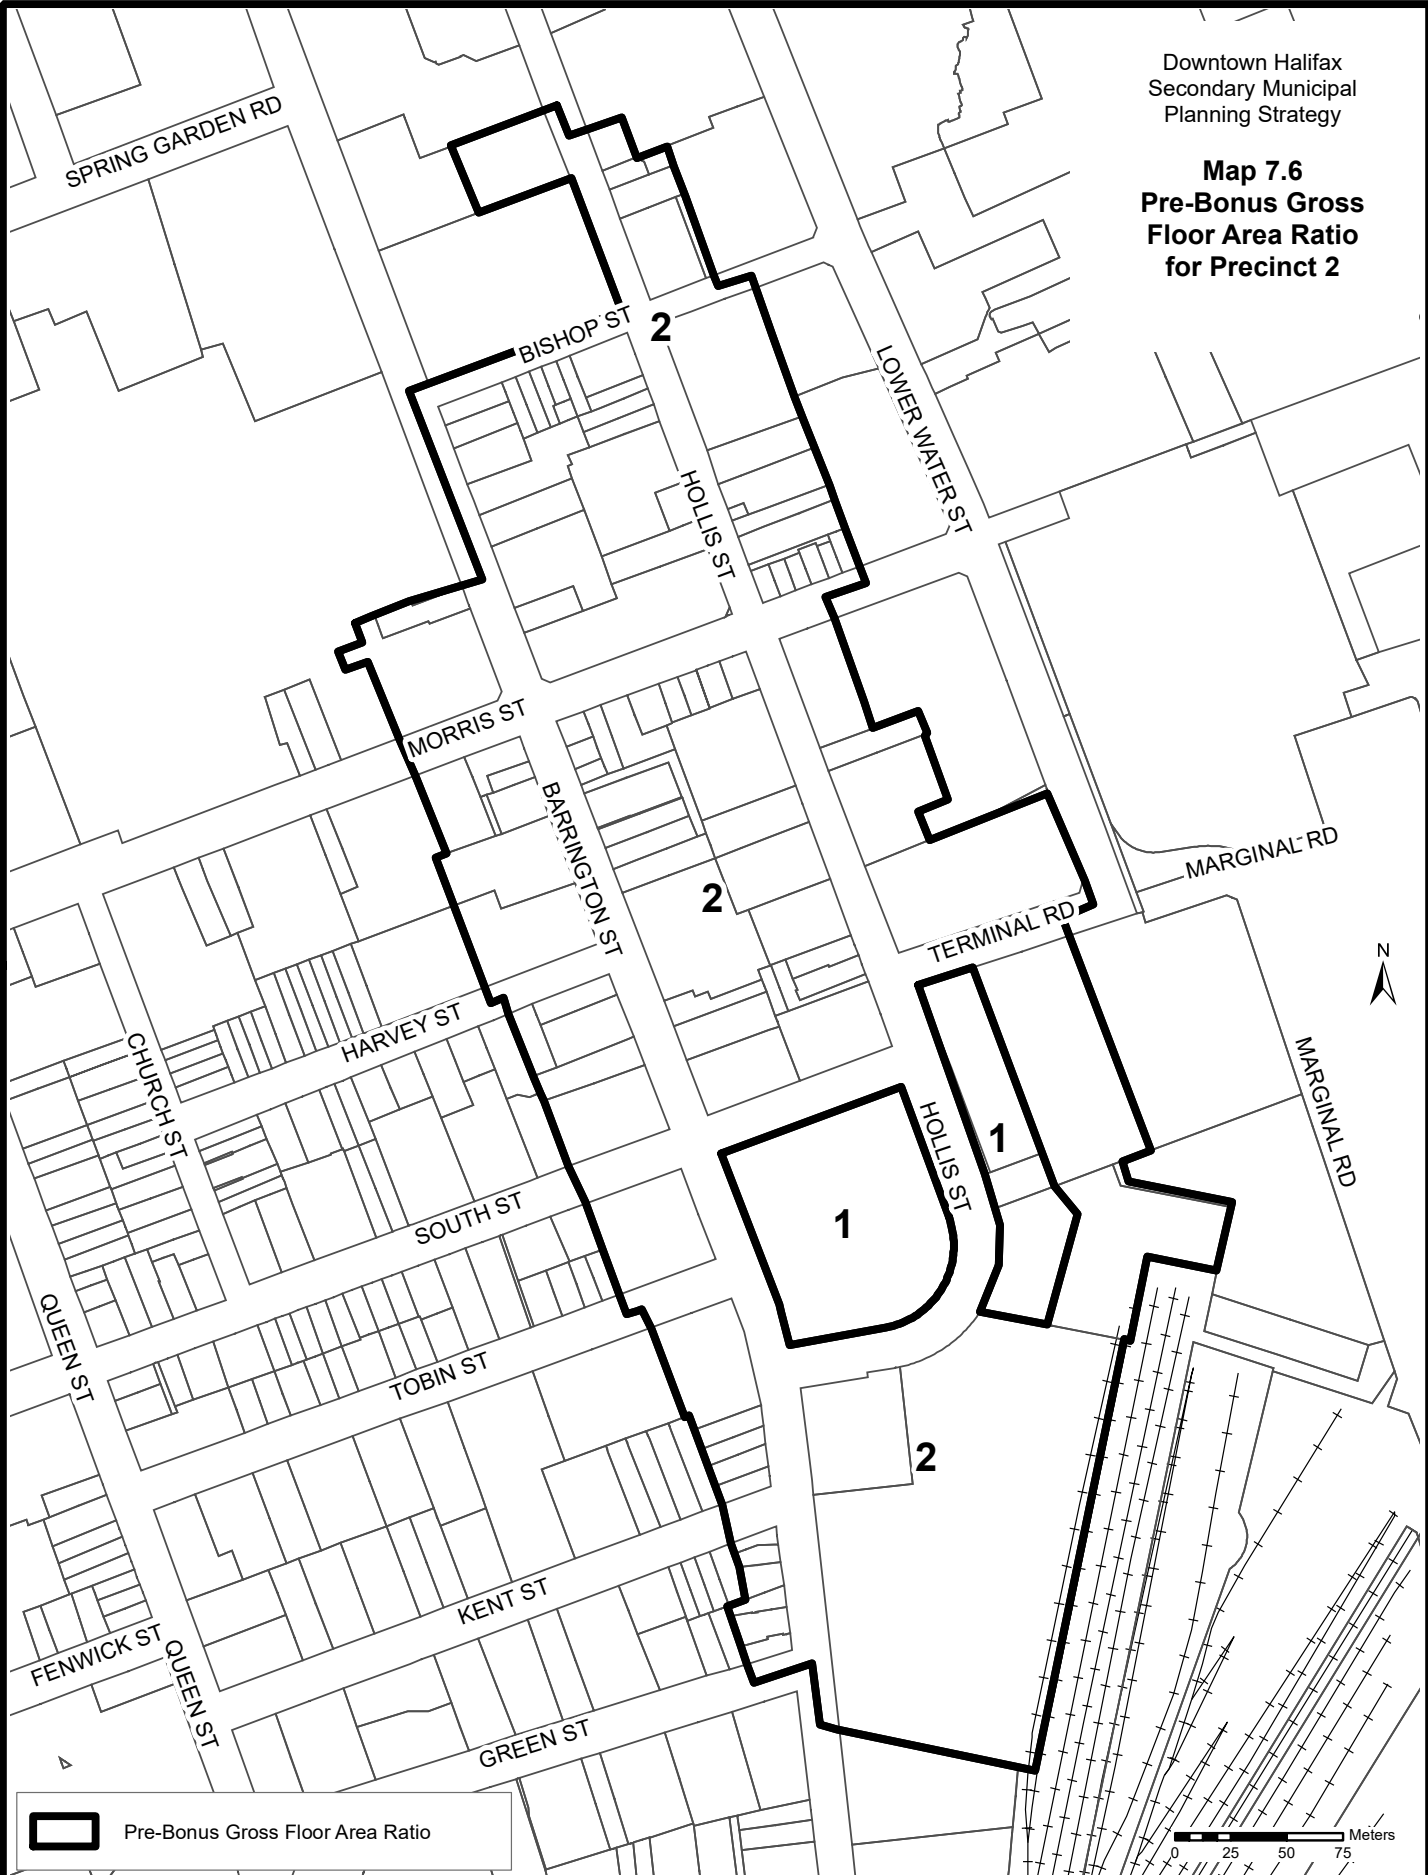 Downtown Halifax
Secondary Municipal
Planning Strategy
Map 7.6
Pre-Bonus Gross
Floor Area Ratio
for Precinct 2
SPRING GARDEN RD
BISHOP ST
2
LOWER WATER ST
HOLLIS ST
MORRIS ST
BARRINGTON ST
MARGINAL RD
2
TERMINAL RD
N
HARVEY ST
CHURCH ST
MARGINAL RD
HOLLIS ST
1
1
SOUTH ST
QUEEN ST
TOBIN ST
2
KENT ST
FENWICK ST
QUEEN ST
GREEN ST
Pre-Bonus Gross Floor Area Ratio
Meters
0 25 50 75